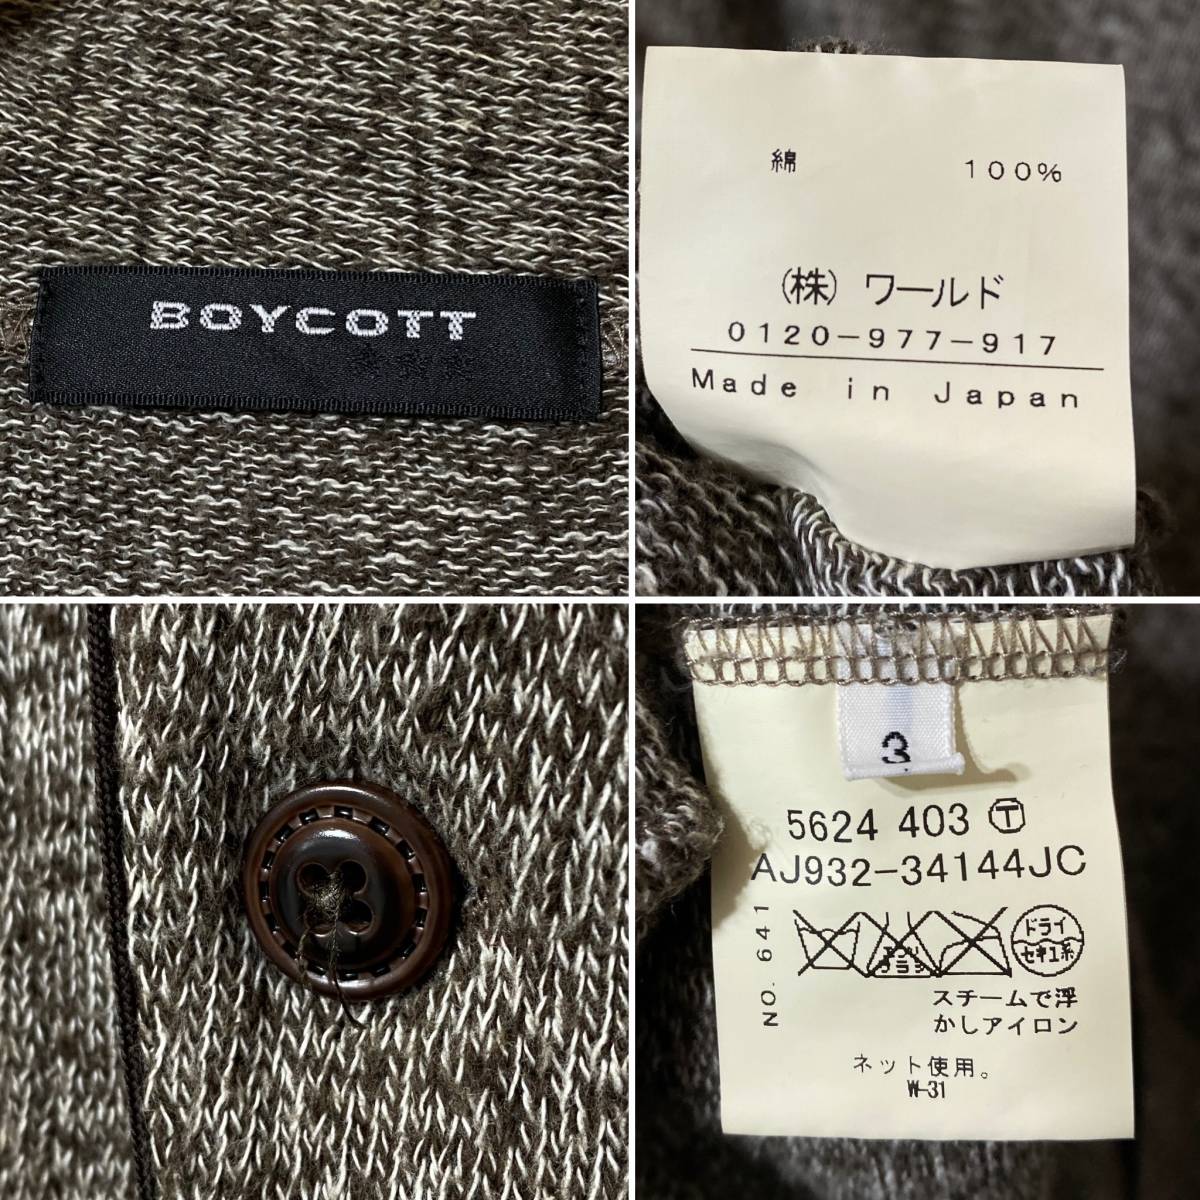 BOYCOTT
綿 100%
(株) ワールド
0120-977-917
Made in Japan
3
5624 403 T
AJ932-34144JC
NO. 641
ドライ
セキユ系
スチームで浮
かしアイロン
ネット使用。
W-31